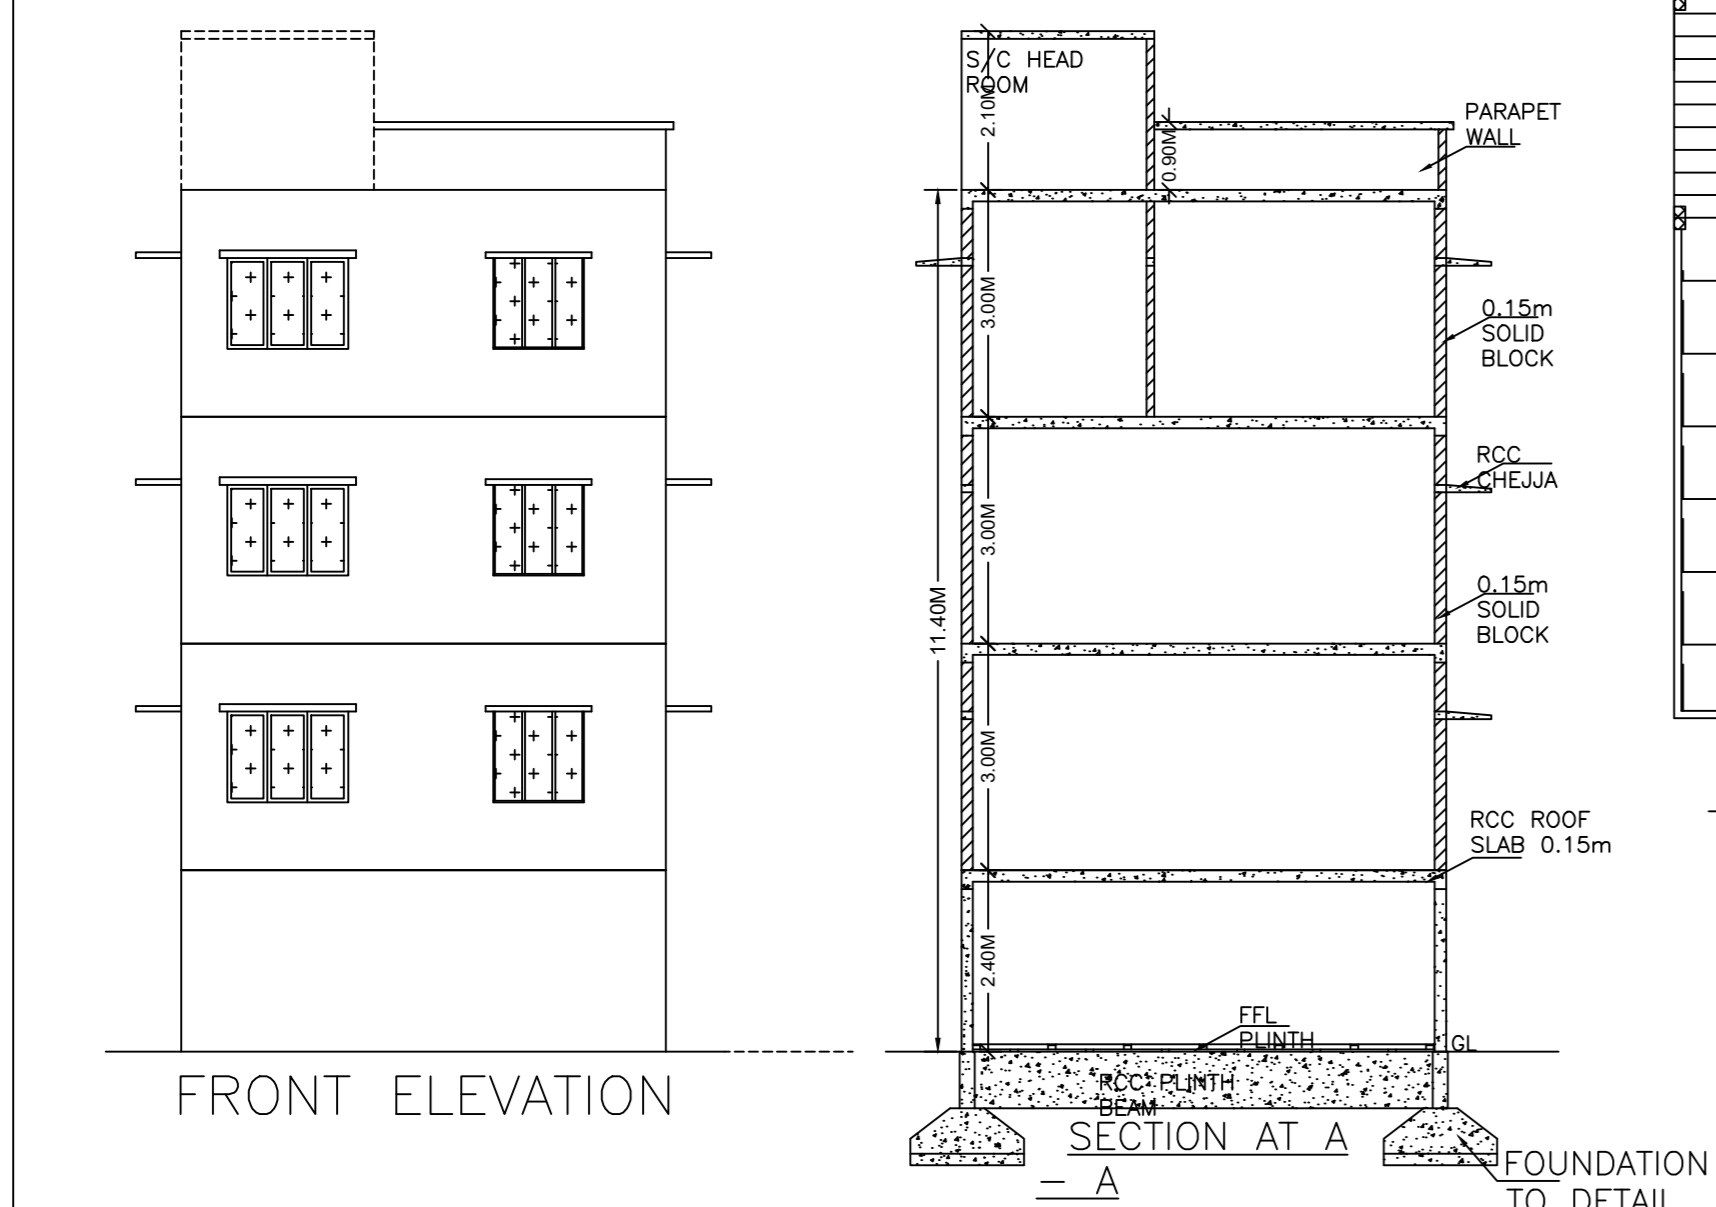 S/C HEAD
ROOM
2.10M
PARAPET
WALL
0.90M
3.00M
0.15m
SOLID
BLOCK
RCC
CHEJJA
3.00M
11.40M
0.15m
SOLID
BLOCK
3.00M
RCC ROOF
SLAB 0.15m
2.40M
FFL
PLINTH
GL
RCC PLINTH
BEAM
FRONT ELEVATION
SECTION AT A
- A
FOUNDATION
TO DETAIL